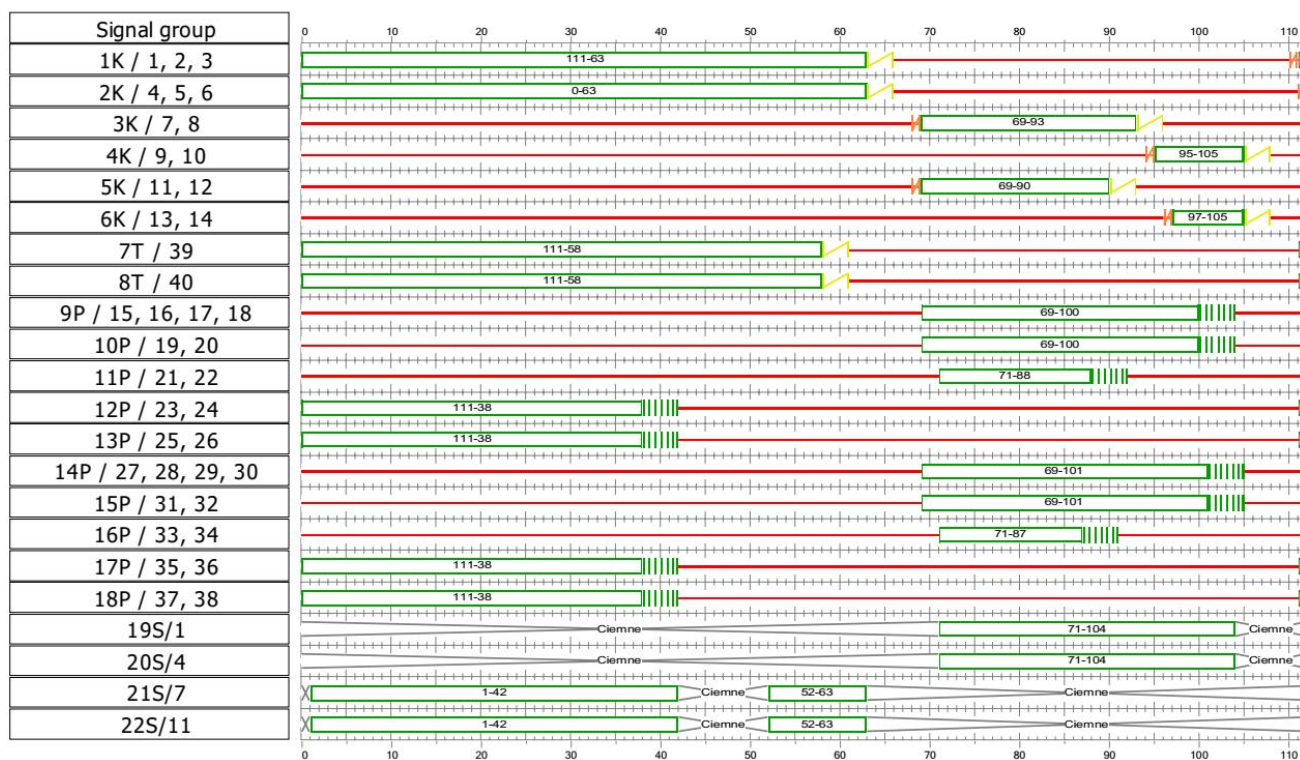 Signal group 0 10 20 30 40 50 60 70 80 90 100 110
1K / 1, 2, 3 111-63
2K / 4, 5, 6 0-63
3K / 7, 8 69-93
4K / 9, 10 95-105
5K / 11, 12 69-90
6K / 13, 14 97-105
7T / 39 111-58
8T / 40 111-58
9P / 15, 16, 17, 18 69-100
10P / 19, 20 69-100
11P / 21, 22 71-88
12P / 23, 24 111-38
13P / 25, 26 111-38
14P / 27, 28, 29, 30 69-101
15P / 31, 32 69-101
16P / 33, 34 71-87
17P / 35, 36 111-38
18P / 37, 38 111-38
19S/1 Ciemne 71-104 Ciemne
20S/4 Ciemne 71-104 Ciemne
21S/7 1-42 Ciemne 52-63 Ciemne
22S/11 1-42 Ciemne 52-63 Ciemne
0 10 20 30 40 50 60 70 80 90 100 110